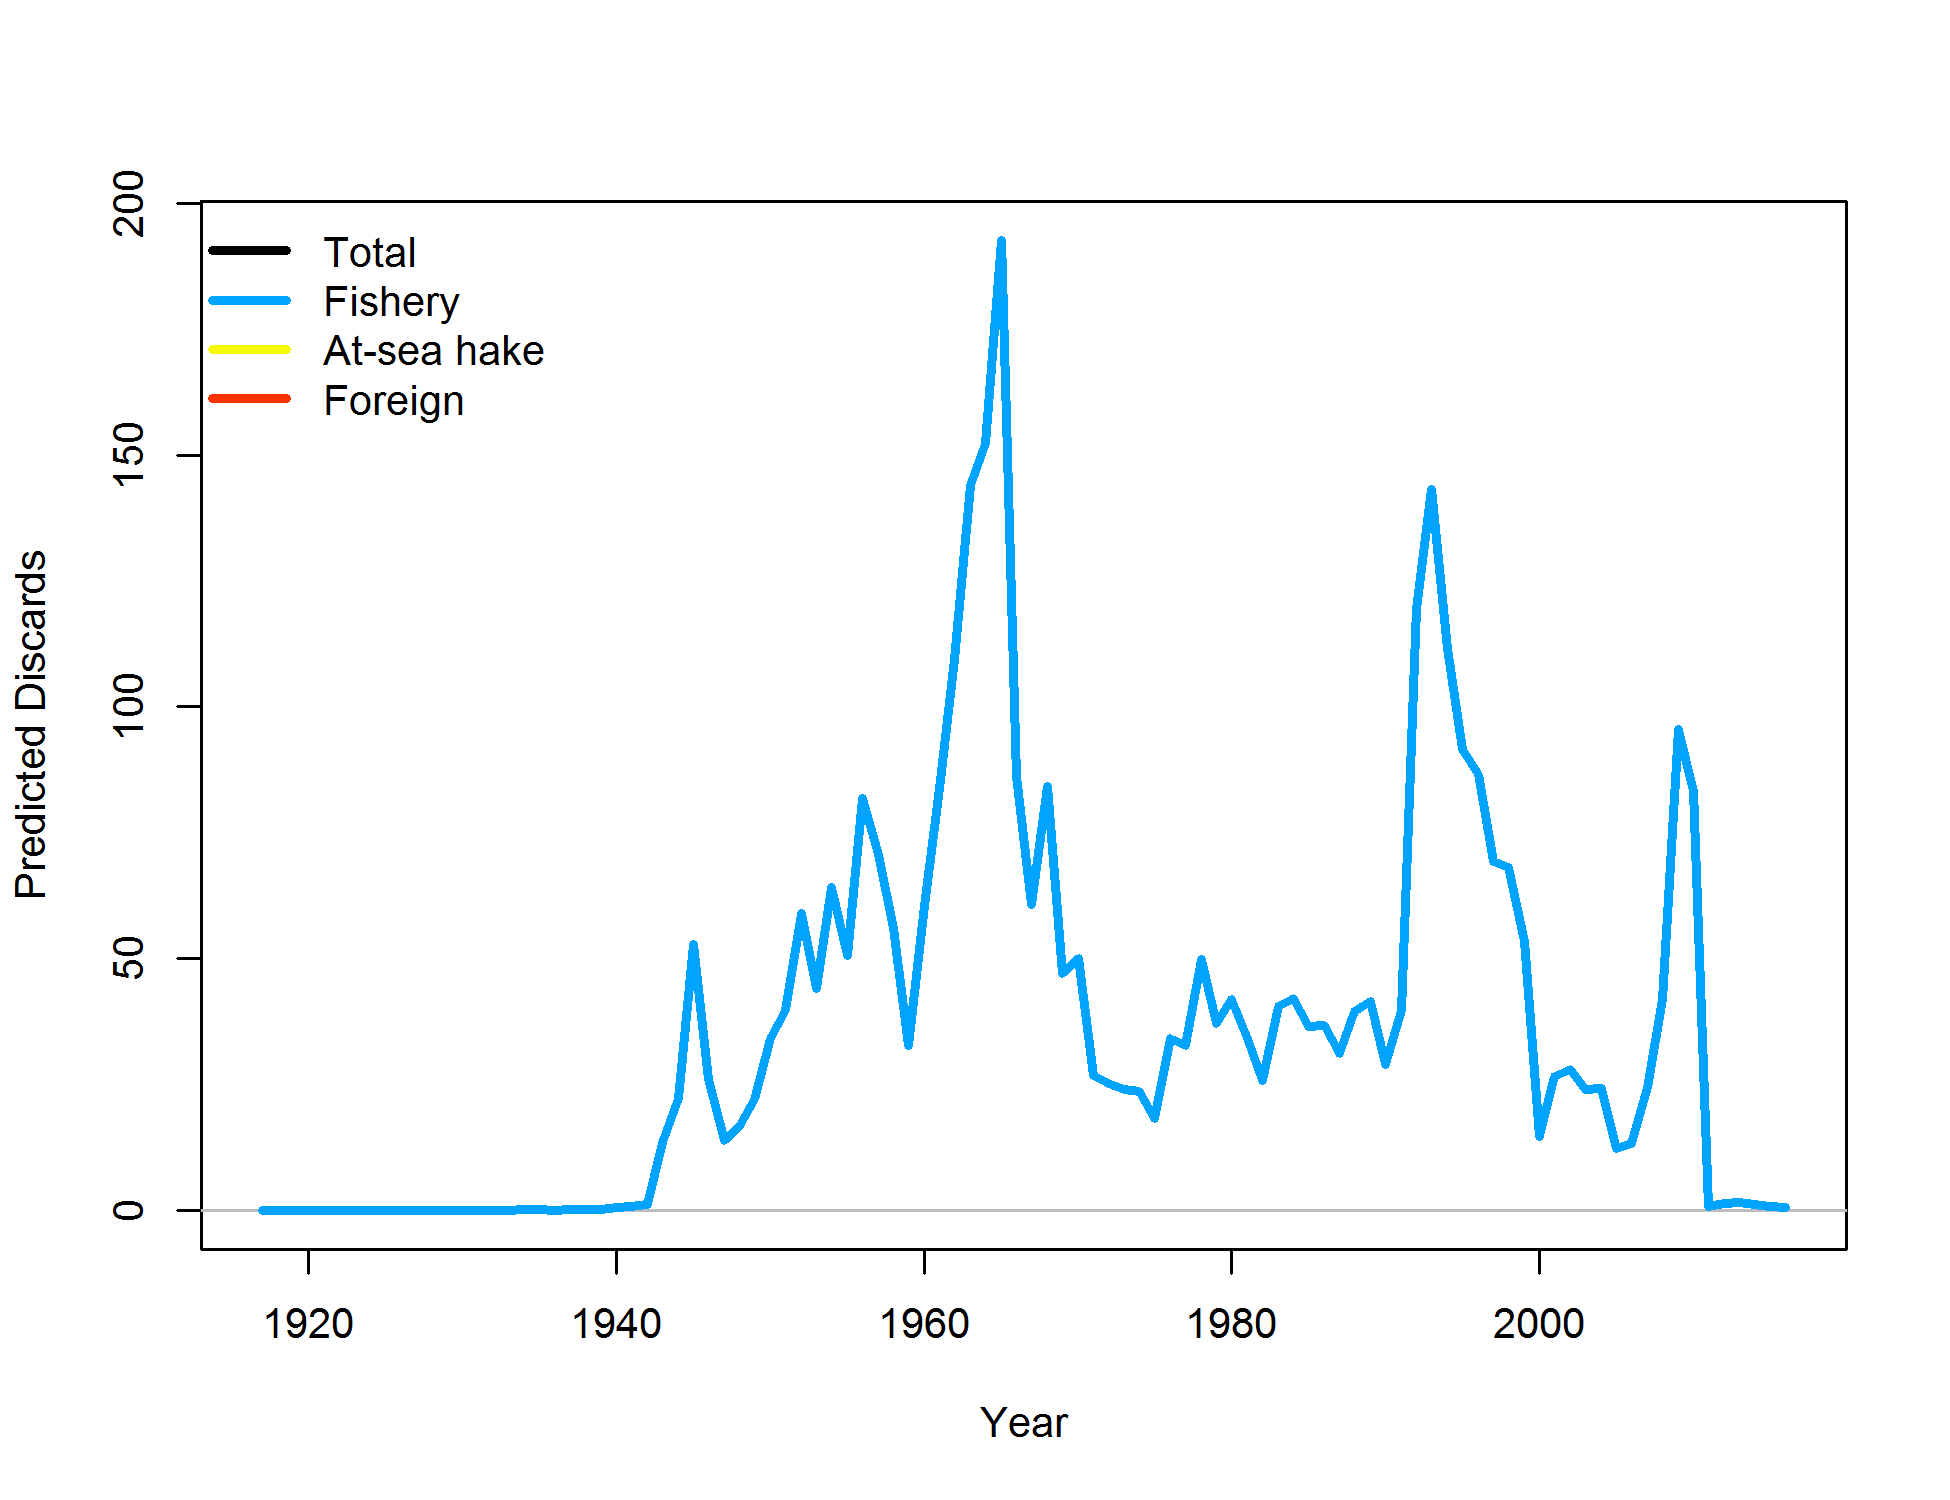 200
150
100
50
0
Predicted Discards
Total
Fishery
At-sea hake
Foreign
1920 1940 1960 1980 2000
Year